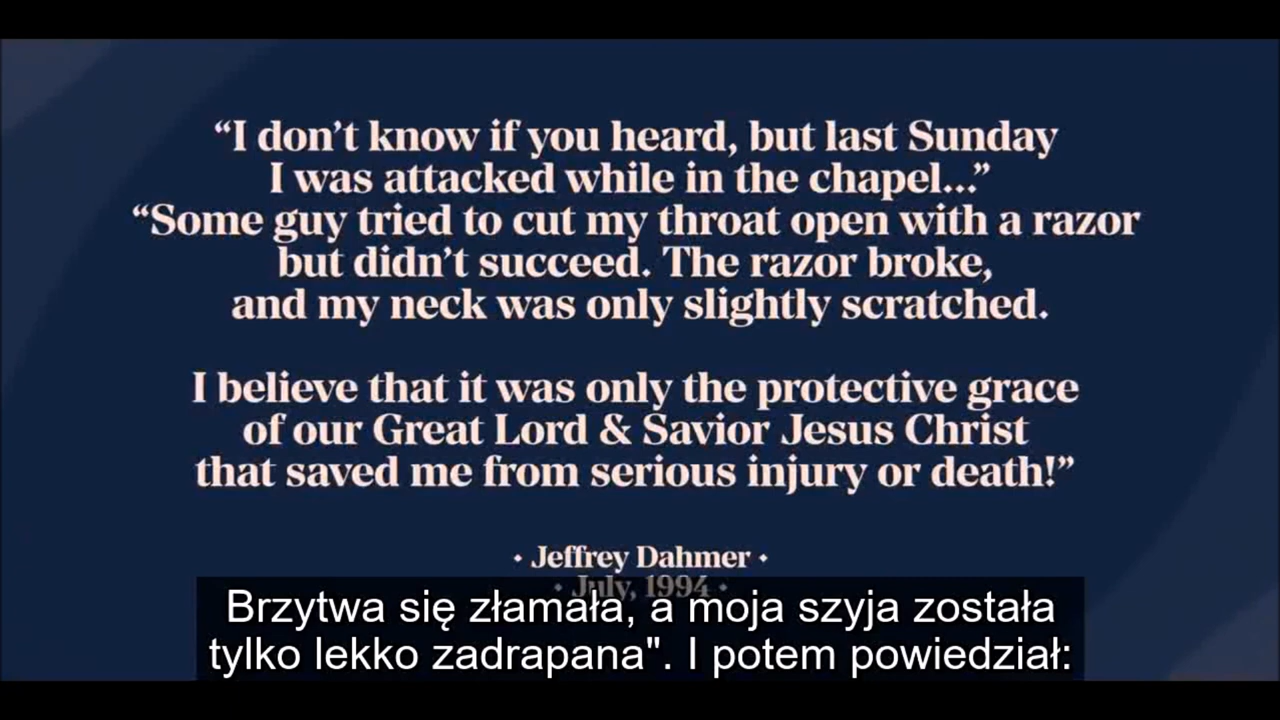 “I don’t know if you heard, but last Sunday
I was attacked while in the chapel...”
“Some guy tried to cut my throat open with a razor
but didn’t succeed. The razor broke,
and my neck was only slightly scratched.
I believe that it was only the protective grace
of our Great Lord & Savior Jesus Christ
that saved me from serious injury or death!”
• Jeffrey Dahmer •
• July, 1994 •
Brzytwa się złamała, a moja szyja została
tylko lekko zadrapana". I potem powiedział: